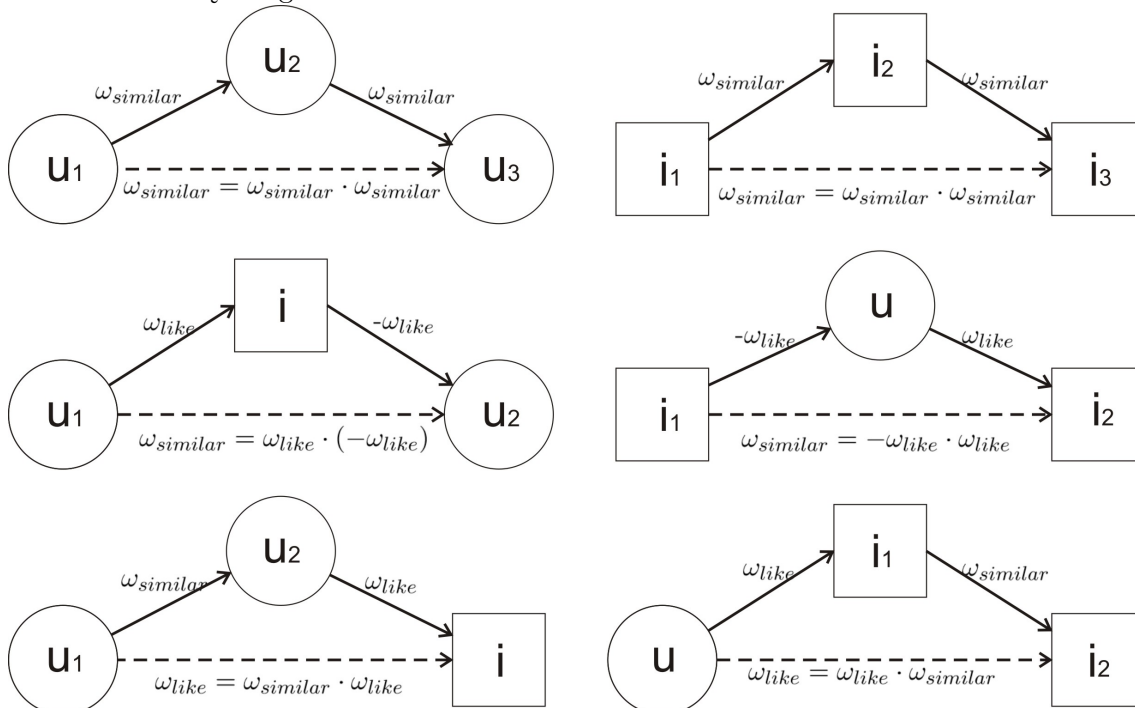 u2
i2
ωsimilar ωsimilar ωsimilar ωsimilar
u1 u3 i1 i3
ωsimilar = ωsimilar · ωsimilar ωsimilar = ωsimilar · ωsimilar
i u
ωlike -ωlike -ωlike ωlike
u1 u2 i1 i2
ωsimilar = ωlike · (−ωlike) ωsimilar = −ωlike · ωlike
u2 i1
ωsimilar ωlike ωlike ωsimilar
u1 i u i2
ωlike = ωsimilar · ωlike ωlike = ωlike · ωsimilar